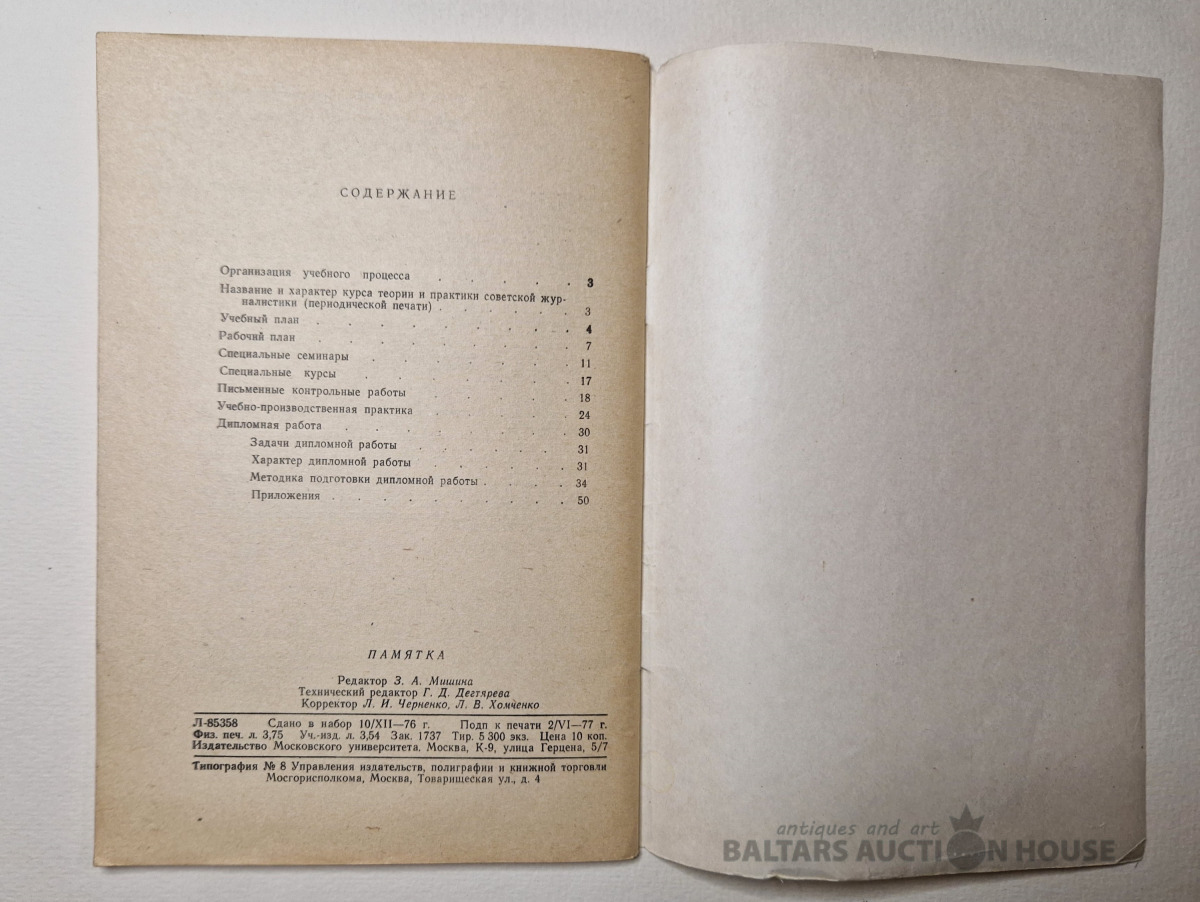 СОДЕРЖАНИЕ
Организация учебного процесса . . . . . 3
Название и характер курса теории и практики советской жур-
налистики (периодической печати) . . . . . 3
Учебный план . . . . . . . 4
Рабочий план . . . . . . . 7
Специальные семинары . . . . . . 11
Специальные курсы . . . . . . 17
Письменные контрольные работы . . . . . 18
Учебно-производственная практика . . . . . 24
Дипломная работа . . . . . . . 30
Задачи дипломной работы . . . . . 31
Характер дипломной работы . . . . . 31
Методика подготовки дипломной работы . . . . 34
Приложения . . . . . . . 50
ПАМЯТКА
Редактор З. А. Мишина
Технический редактор Г. Д. Дегтярева
Корректор Л. И. Черненко, Л. В. Хомченко
Л-85358 Сдано в набор 10/XII—76 г. Подп к печати 2/VI—77 г.
Физ. печ. л. 3,75 Уч.-изд. л. 3,54 Зак. 1737 Тир. 5 300 экз. Цена 10 коп.
Издательство Московского университета. Москва, К-9, улица Герцена, 5/7
Типография № 8 Управления издательств, полиграфии и книжной торговли
Мосгорисполкома, Москва, Товарищеская ул., д. 4
antiques and art
BALTARS AUCTION HOUSE